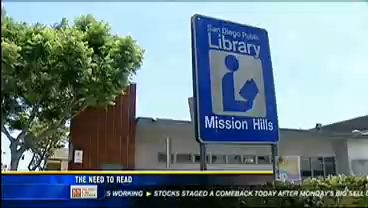 San Diego Public
Library
Mission Hills
THE NEED TO READ
S WORKING ► STOCKS STAGED A COMEBACK TODAY AFTER MONDAY'S BIG SELL